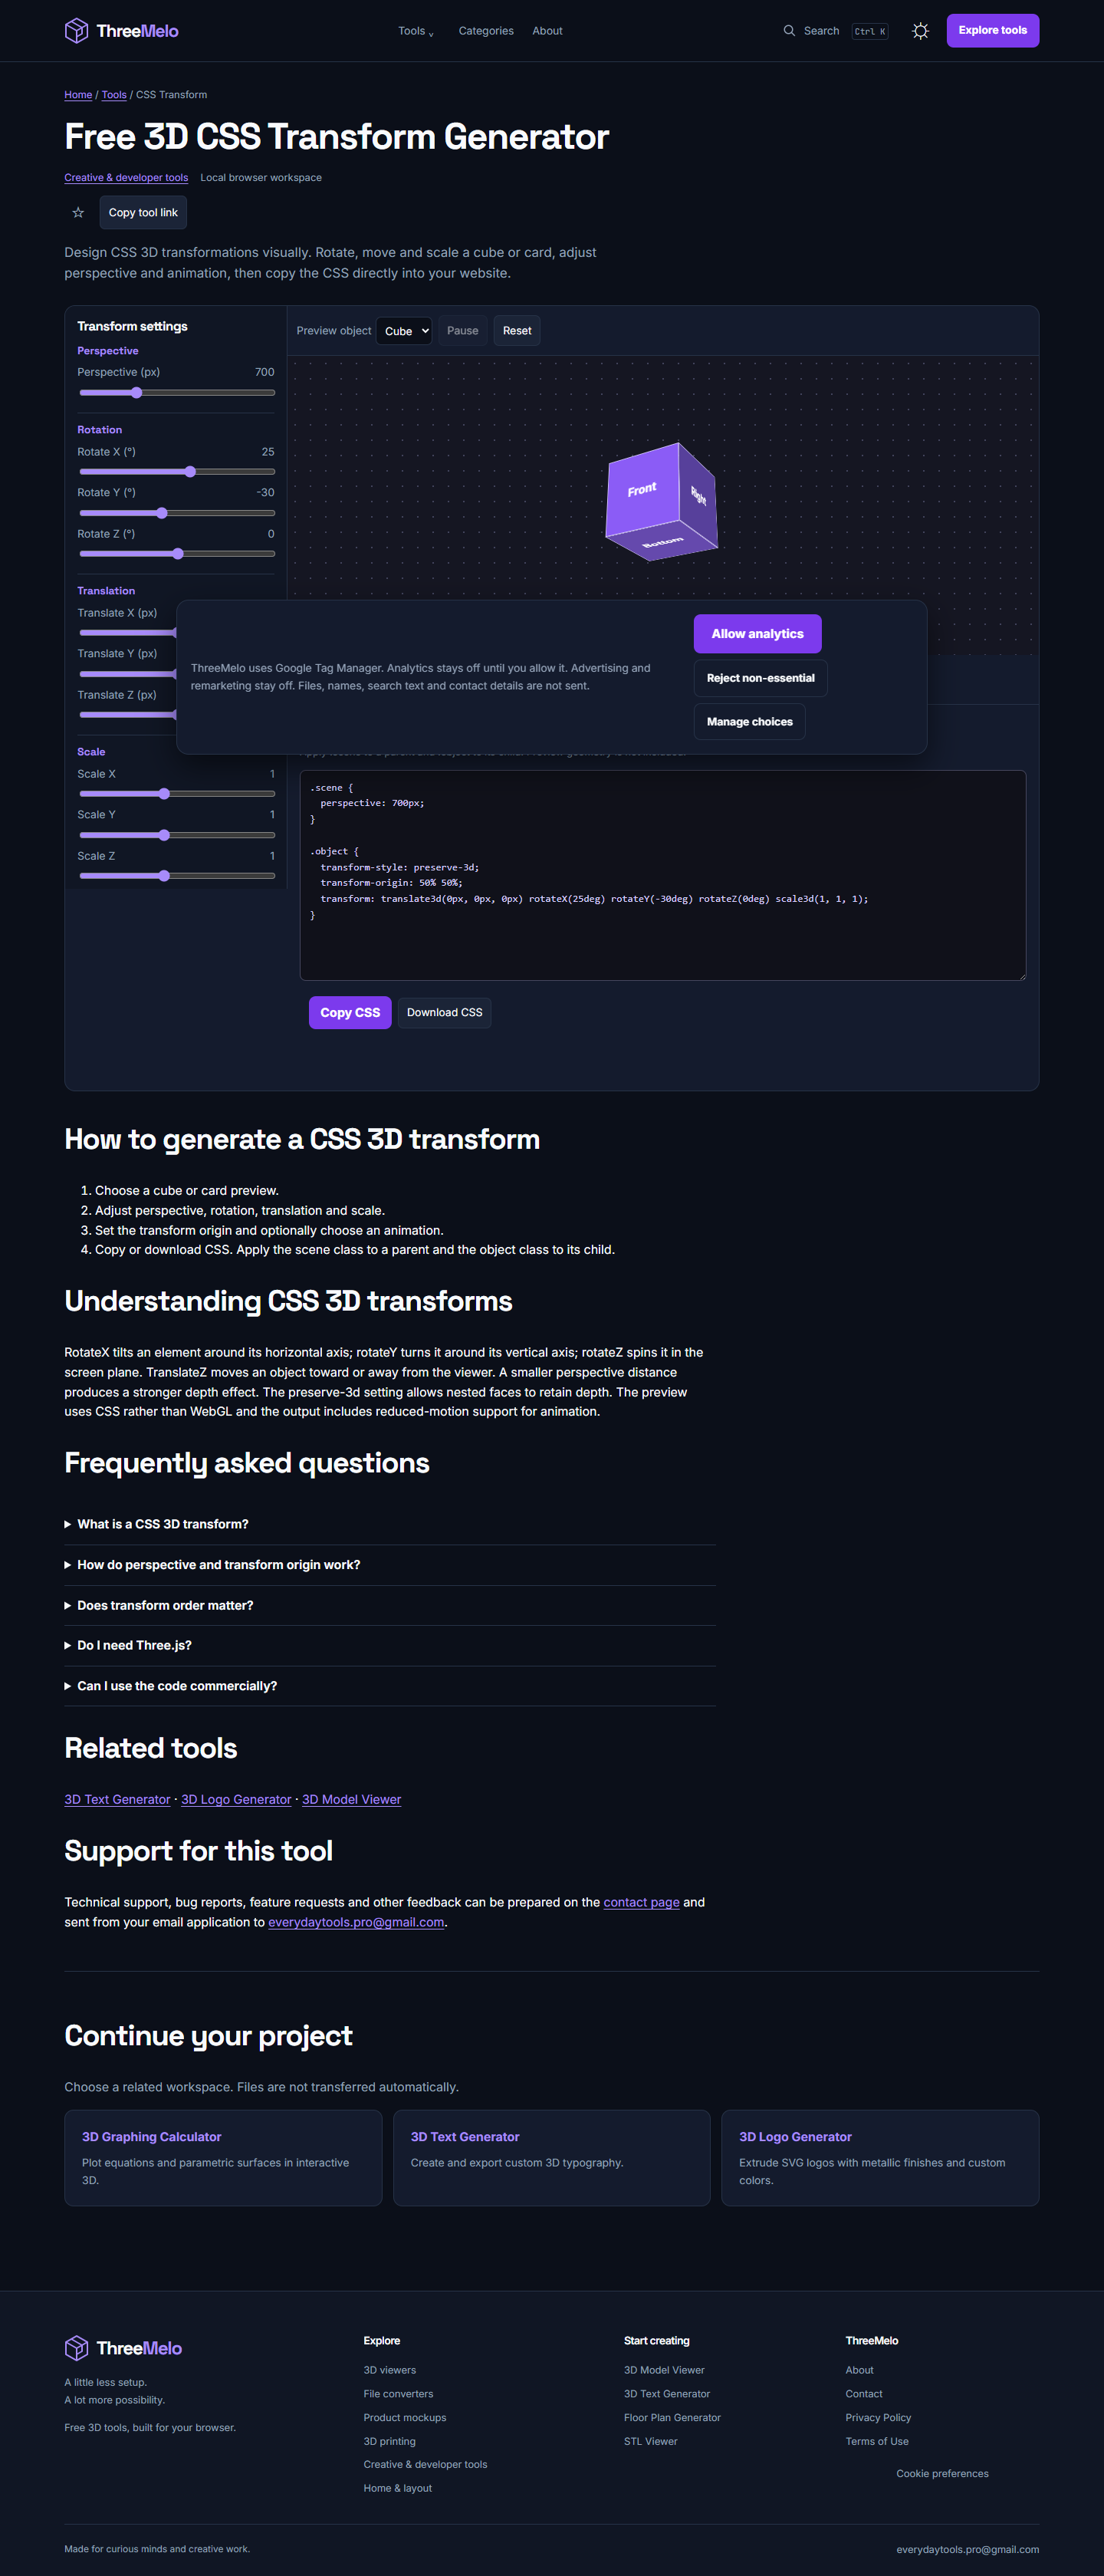 ThreeMelo
Tools
Categories
About
Search
Ctrl K
Explore tools
Home / Tools / CSS Transform
Free 3D CSS Transform Generator
Creative & developer tools
Local browser workspace
☆
Copy tool link
Design CSS 3D transformations visually. Rotate, move and scale a cube or card, adjust
perspective and animation, then copy the CSS directly into your website.
Transform settings
Perspective
Perspective (px) 700
Rotation
Rotate X (°) 25
Rotate Y (°) -30
Rotate Z (°) 0
Translation
Translate X (px)
Translate Y (px)
Translate Z (px)
Scale
Scale X 1
Scale Y 1
Scale Z 1
Preview object
Cube
Pause
Reset
Front
Right
Bottom
ThreeMelo uses Google Tag Manager. Analytics stays off until you allow it. Advertising and
remarketing stay off. Files, names, search text and contact details are not sent.
Allow analytics
Reject non-essential
Manage choices
.scene {
  perspective: 700px;
}
.object {
  transform-style: preserve-3d;
  transform-origin: 50% 50%;
  transform: translate3d(0px, 0px, 0px) rotateX(25deg) rotateY(-30deg) rotateZ(0deg) scale3d(1, 1, 1);
}
Copy CSS
Download CSS
How to generate a CSS 3D transform
1. Choose a cube or card preview.
2. Adjust perspective, rotation, translation and scale.
3. Set the transform origin and optionally choose an animation.
4. Copy or download CSS. Apply the scene class to a parent and the object class to its child.
Understanding CSS 3D transforms
RotateX tilts an element around its horizontal axis; rotateY turns it around its vertical axis; rotateZ spins it in the
screen plane. TranslateZ moves an object toward or away from the viewer. A smaller perspective distance
produces a stronger depth effect. The preserve-3d setting allows nested faces to retain depth. The preview
uses CSS rather than WebGL and the output includes reduced-motion support for animation.
Frequently asked questions
What is a CSS 3D transform?
How do perspective and transform origin work?
Does transform order matter?
Do I need Three.js?
Can I use the code commercially?
Related tools
3D Text Generator · 3D Logo Generator · 3D Model Viewer
Support for this tool
Technical support, bug reports, feature requests and other feedback can be prepared on the contact page and
sent from your email application to everydaytools.pro@gmail.com.
Continue your project
Choose a related workspace. Files are not transferred automatically.
3D Graphing Calculator
Plot equations and parametric surfaces in interactive
3D.
3D Text Generator
Create and export custom 3D typography.
3D Logo Generator
Extrude SVG logos with metallic finishes and custom
colors.
ThreeMelo
A little less setup.
A lot more possibility.
Free 3D tools, built for your browser.
Explore
3D viewers
File converters
Product mockups
3D printing
Creative & developer tools
Home & layout
Start creating
3D Model Viewer
3D Text Generator
Floor Plan Generator
STL Viewer
ThreeMelo
About
Contact
Privacy Policy
Terms of Use
Cookie preferences
Made for curious minds and creative work.
everydaytools.pro@gmail.com